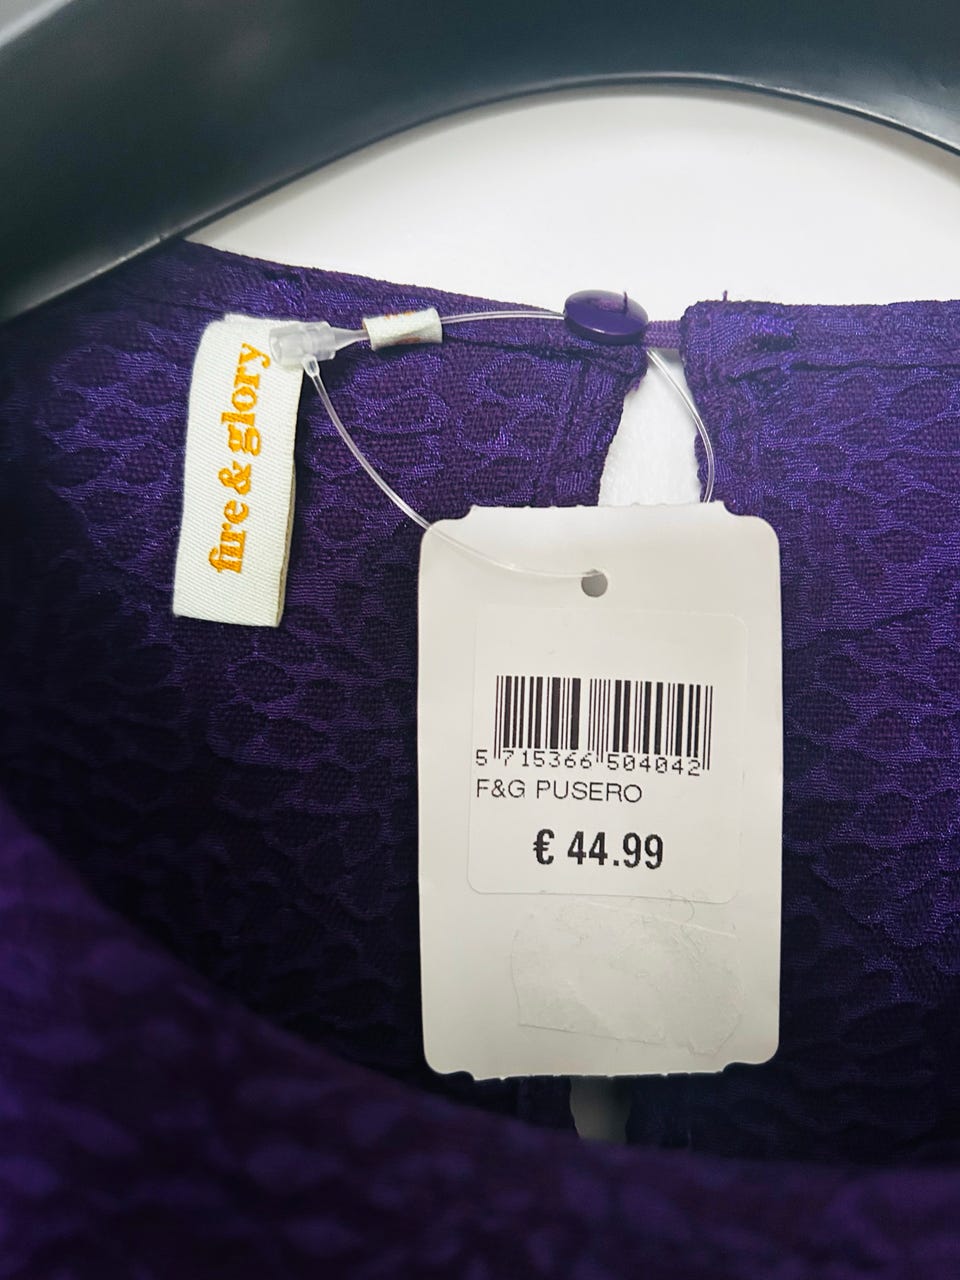 fire & glory
5 715366 504042
F&G PUSERO
€ 44.99